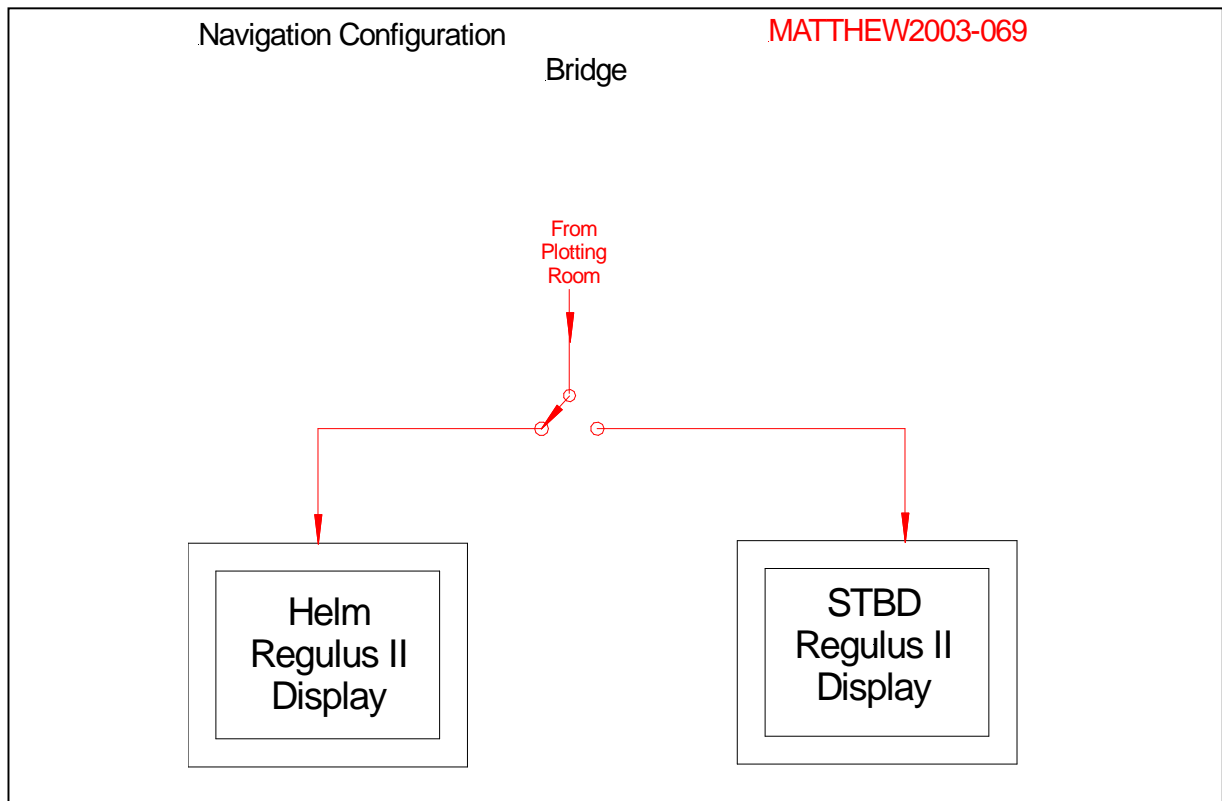 Navigation Configuration
MATTHEW2003-069
Bridge
From
Plotting
Room
Helm
Regulus II
Display
STBD
Regulus II
Display